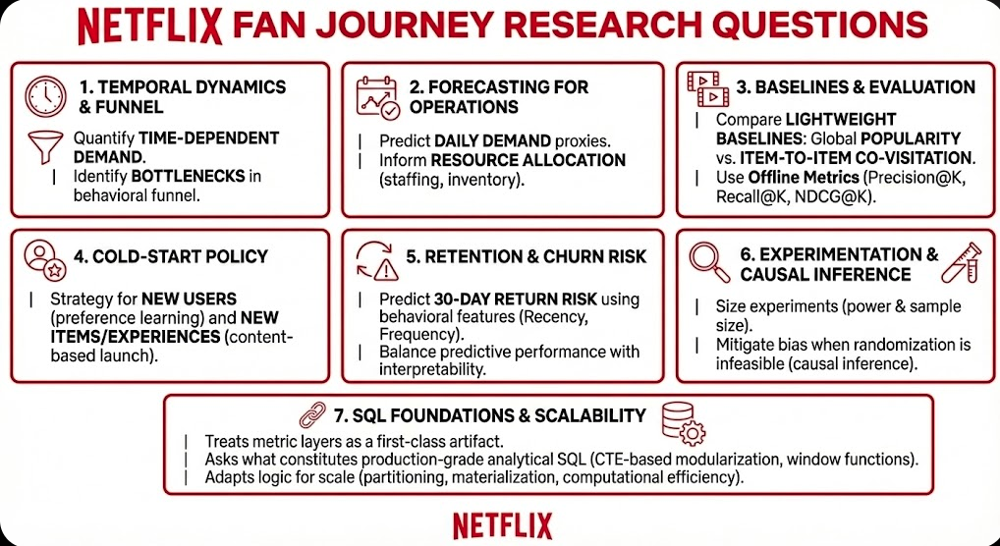 NETFLIX FAN JOURNEY RESEARCH QUESTIONS
1. TEMPORAL DYNAMICS
& FUNNEL
Quantify TIME-DEPENDENT
DEMAND.
| Identify BOTTLENECKS in
behavioral funnel.
2. FORECASTING FOR
OPERATIONS
| Predict DAILY DEMAND proxies.
| Inform RESOURCE ALLOCATION
(staffing, inventory).
3. BASELINES & EVALUATION
| Compare LIGHTWEIGHT
BASELINES: Global POPULARITY
vs. ITEM-TO-ITEM CO-VISITATION.
| Use Offline Metrics (Precision@K,
Recall@K, NDCG@K).
4. COLD-START POLICY
| Strategy for NEW USERS
(preference learning) and NEW
ITEMS/EXPERIENCES (content-
based launch).
5. RETENTION & CHURN RISK
| Predict 30-DAY RETURN RISK using
behavioral features (Recency,
Frequency).
| Balance predictive performance with
interpretability.
6. EXPERIMENTATION &
CAUSAL INFERENCE
| Size experiments (power & sample
size).
| Mitigate bias when randomization is
infeasible (causal inference).
7. SQL FOUNDATIONS & SCALABILITY
| Treats metric layers as a first-class artifact.
| Asks what constitutes production-grade analytical SQL (CTE-based modularization, window functions).
| Adapts logic for scale (partitioning, materialization, computational efficiency).
NETFLIX